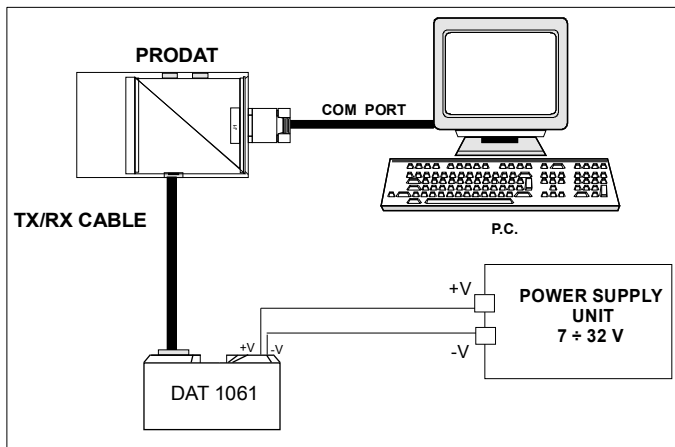 PRODAT
COM PORT
TX/RX CABLE
P.C.
+V
-V
POWER SUPPLY
UNIT
7 ÷ 32 V
+V
-V
DAT 1061